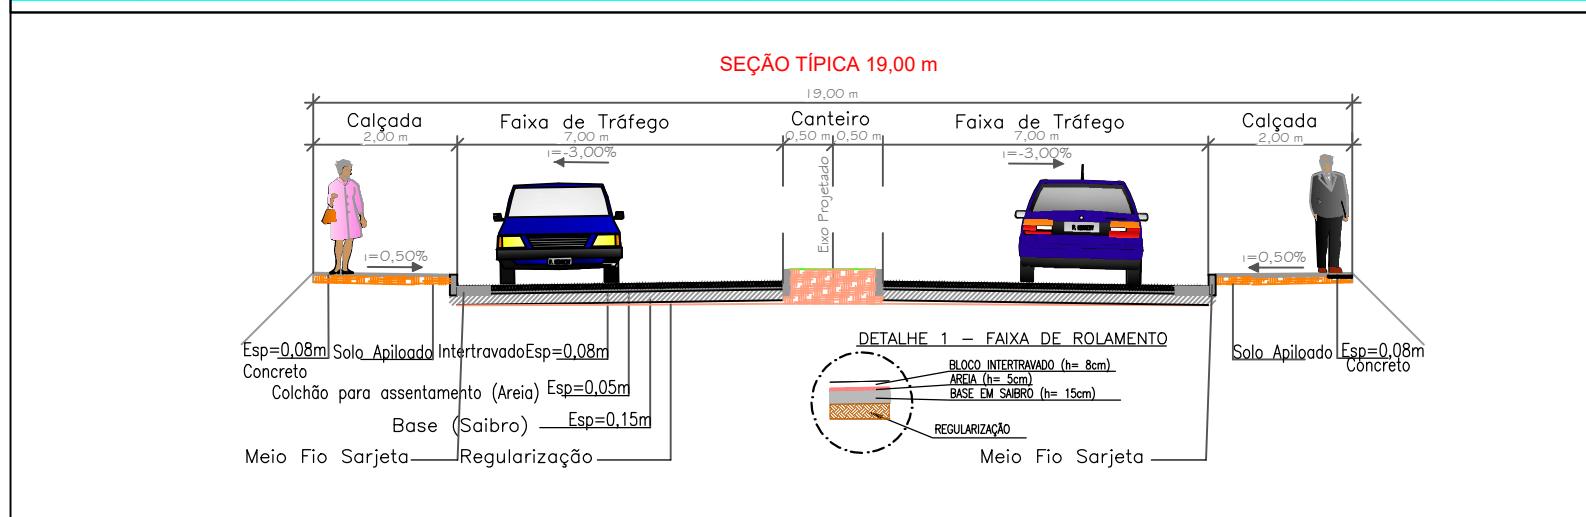 SEÇÃO TÍPICA 19,00 m
19,00 m
Calçada
Faixa de Tráfego
Canteiro
Faixa de Tráfego
Calçada
2,00 m
7,00 m
0,50 m
0,50 m
7,00 m
2,00 m
i=-3,00%
i=-3,00%
Eixo Projetado
i=0,50%
i=0,50%
DETALHE 1 - FAIXA DE ROLAMENTO
Esp=0,08m
Concreto
Solo Apiloado
Intertravado
Esp=0,08m
Solo Apiloado
Esp=0,08m
Concreto
BLOCO INTERTRAVADO (h= 8cm)
AREIA (h= 5cm)
BASE EM SAIBRO (h= 15cm)
Colchão para assentamento (Areia)
Esp=0,05m
Base (Saibro)
Esp=0,15m
REGULARIZAÇÃO
Meio Fio Sarjeta
Regularização
Meio Fio Sarjeta